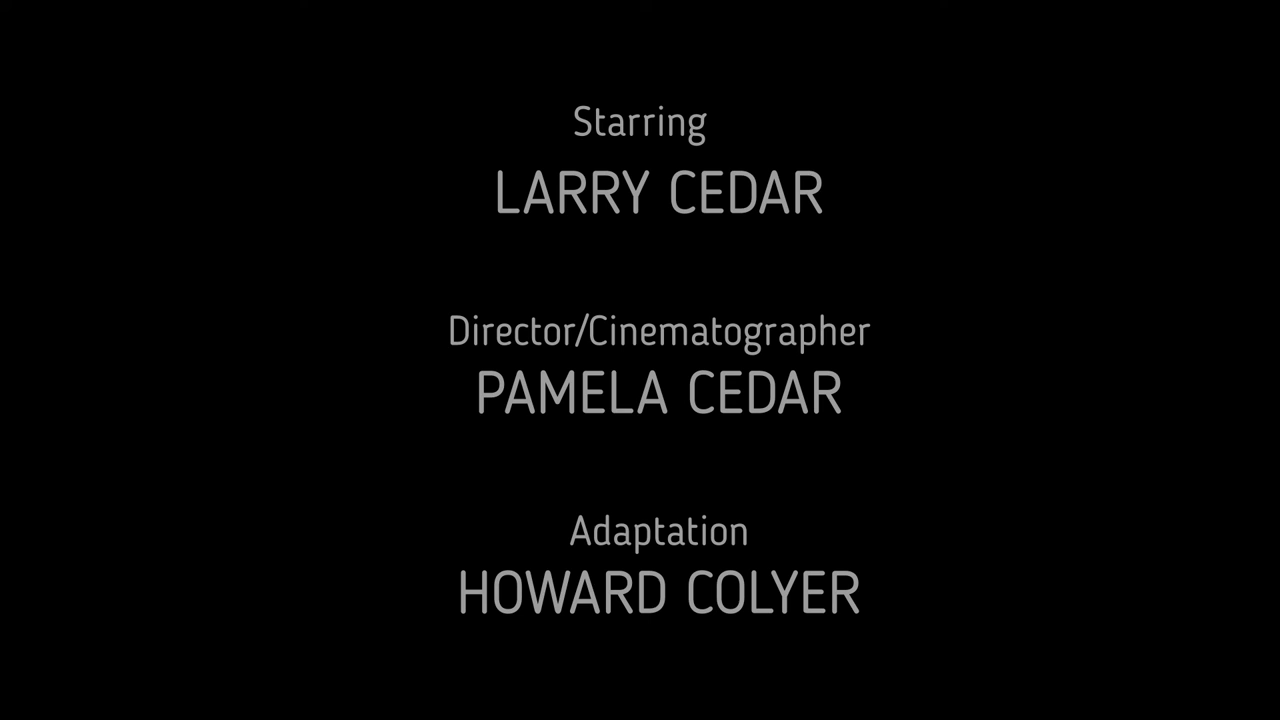 Starring
LARRY CEDAR
Director/Cinematographer
PAMELA CEDAR
Adaptation
HOWARD COLYER